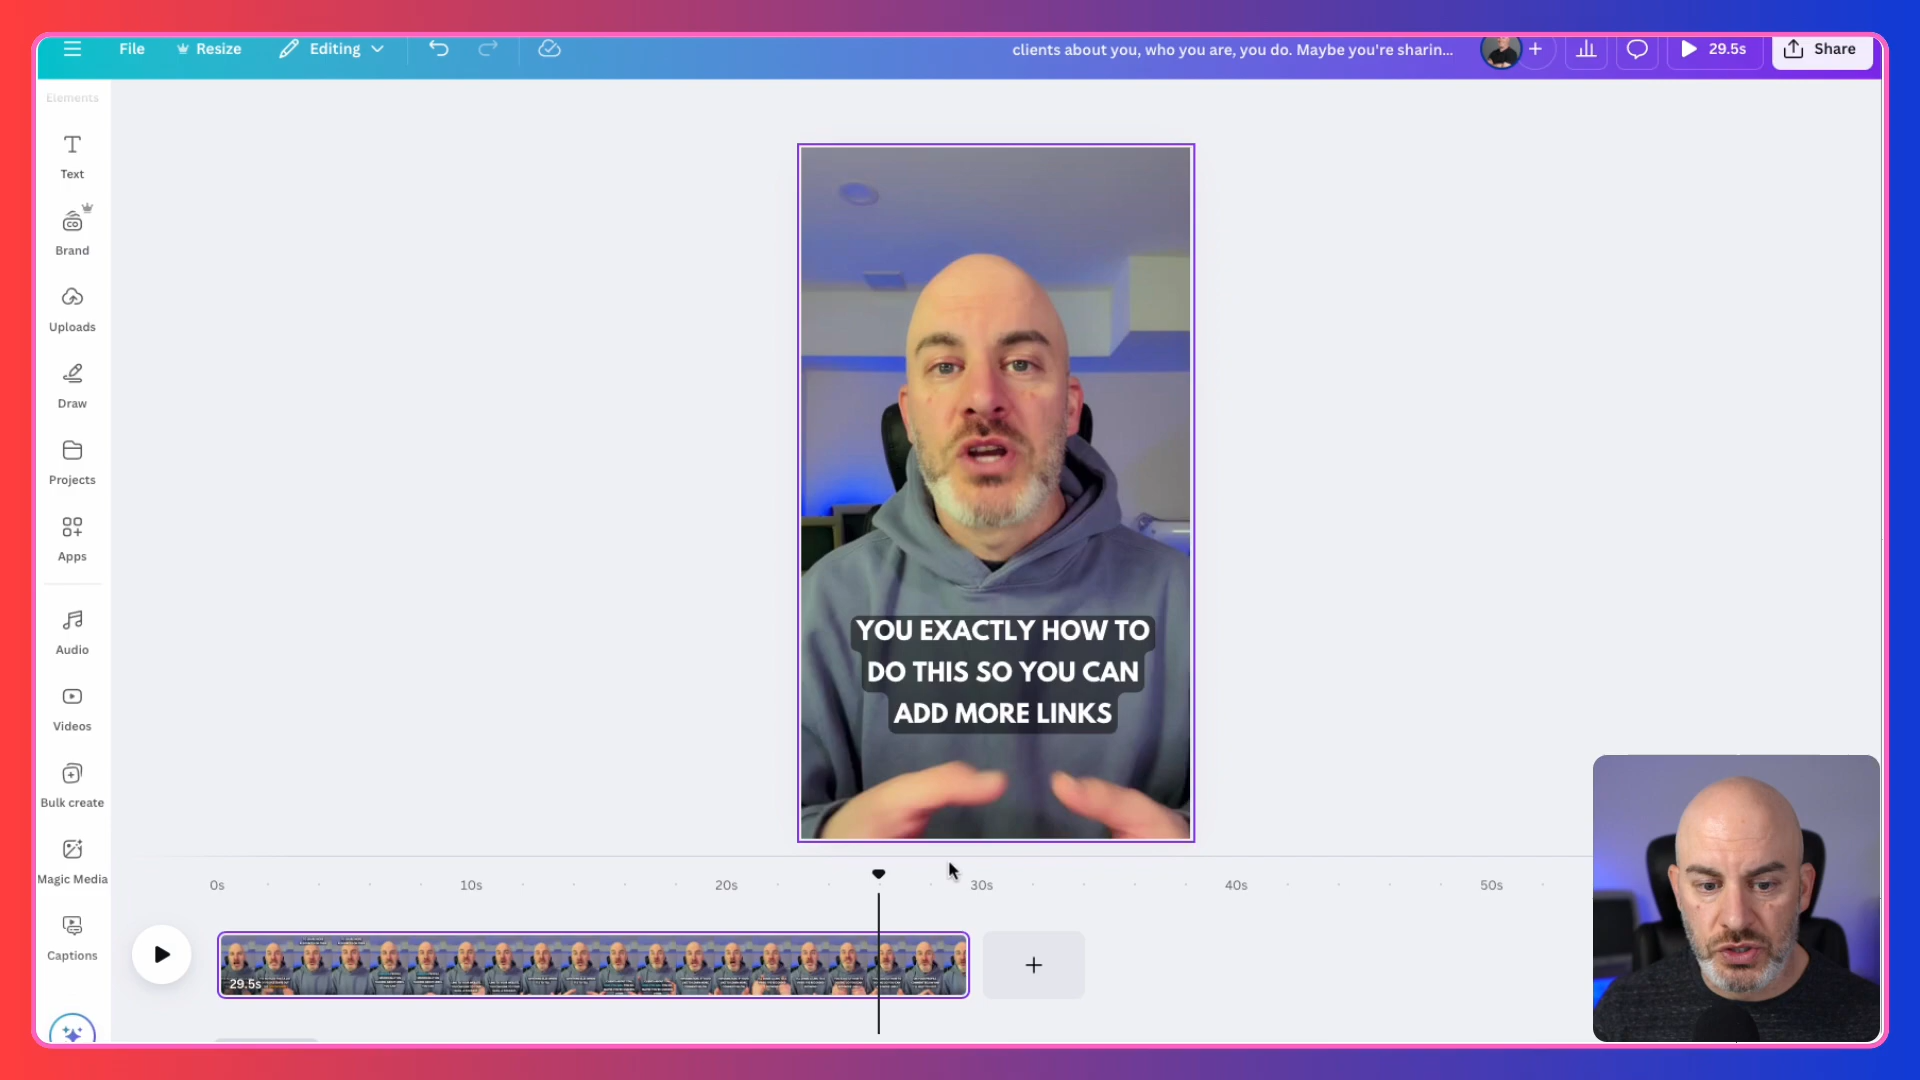 File
Resize
Editing
clients about you, who you are, you do. Maybe you're sharin...
29.5s
Share
Elements
Text
Brand
Uploads
Draw
Projects
Apps
Audio
Videos
Bulk create
Magic Media
Captions
YOU EXACTLY HOW TO
DO THIS SO YOU CAN
ADD MORE LINKS
0s 10s 20s 30s 40s 50s
29.5s